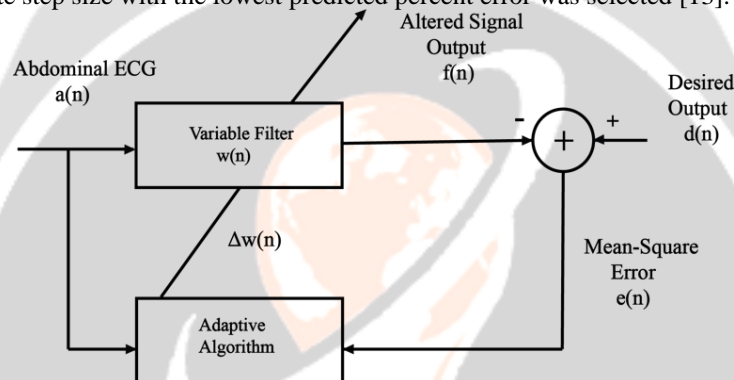 te step size with the lowest predicted percent error was selected [13].
Altered Signal
Output
f(n)
Abdominal ECG
a(n)
Desired
Output
d(n)
Variable Filter
w(n)
-
+
+
Δw(n)
Mean-Square
Error
e(n)
Adaptive
Algorithm